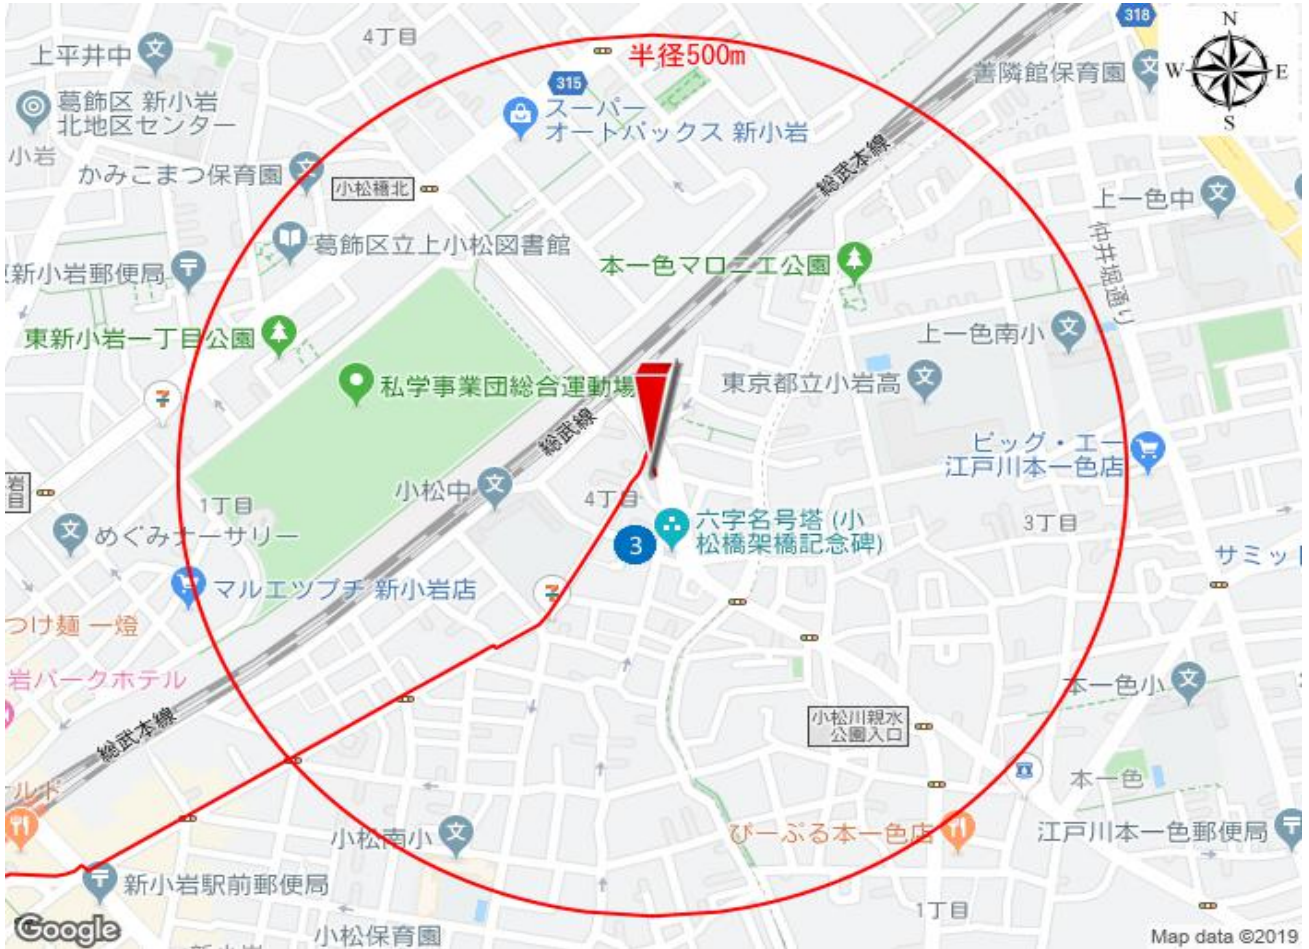 4丁目
半径500m
318
N
W
E
S
上平井中
善隣館保育園
315
葛飾区 新小岩
北地区センター
スーパー
オートバックス 新小岩
小岩
かみこまつ保育園
小松橋北
総武本線
上一色中
葛飾区立上小松図書館
新小岩郵便局
本一色マロニエ公園
仲井堀通り
東新小岩一丁目公園
上一色南小
私学事業団総合運動場
東京都立小岩高
総武線
ビッグ・エー
江戸川本一色店
小松中
4丁目
岩
目
1丁目
めぐみナーサリー
六字名号塔 (小
松橋架橋記念碑)
3丁目
3
サミット
マルエツプチ 新小岩店
つけ麺 一燈
岩パークホテル
本一色小
総武本線
小松川親水
公園入口
本一色
ールド
小松南小
びーぷる本一色店
江戸川本一色郵便局
新小岩駅前郵便局
1丁目
Google
小松保育園
Map data ©2019